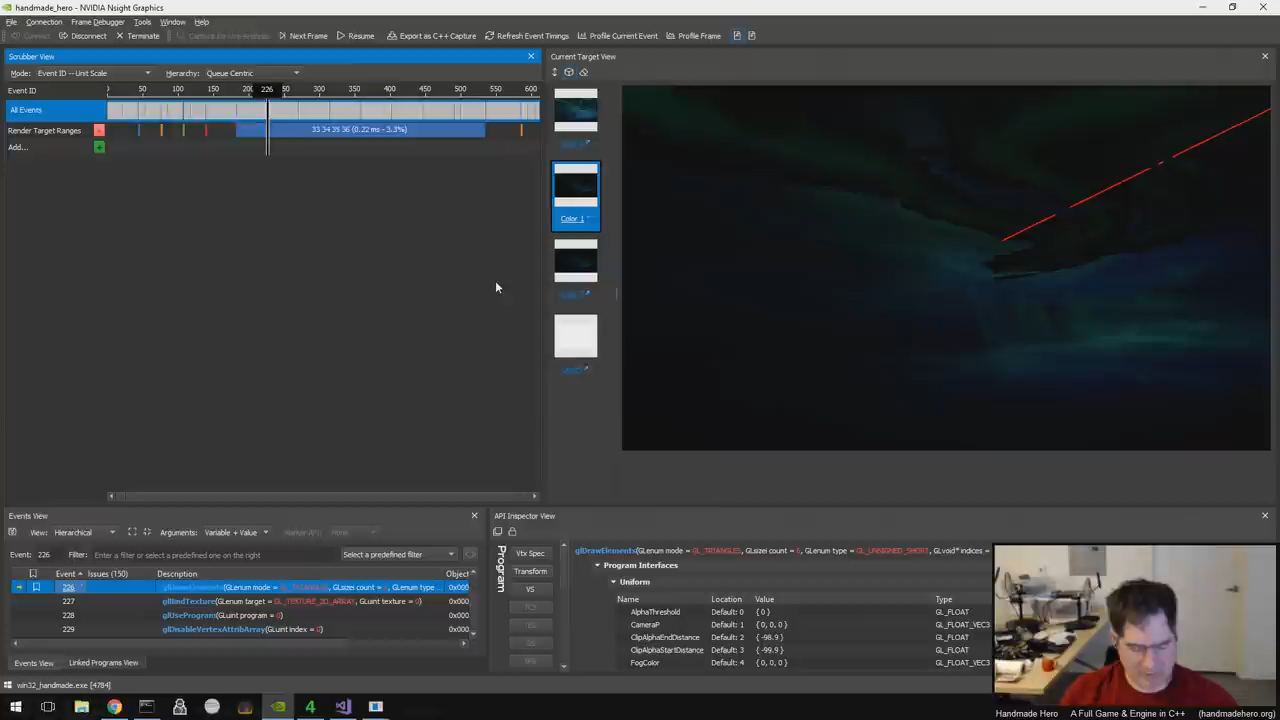 handmade_hero - NVIDIA Nsight Graphics
File Connection Frame Debugger Tools Window Help
Connect Disconnect Terminate Capture for Live Analysis Next Frame Resume Export as C++ Capture Refresh Event Timings Profile Current Event Profile Frame
Scrubber View
Current Target View
Mode: Event ID -- Unit Scale Hierarchy: Queue Centric
Event ID 50 100 150 200 226 50 300 350 400 450 500 550 600
All Events
Render Target Ranges 33 34 35 36 (0.22 ms - 3.3%)
Add...
Color 1
Events View
API Inspector View
View: Hierarchical Arguments: Variable + Value
Event: 226 Filter: Enter a filter or select a predefined one on the right Select a predefined filter
Event Issues (150) Description Object
226 glDrawElements(GLenum mode = GL_TRIANGLES, GLsizei count = 6, GLenum type ... 0x000
227 glBindTexture(GLenum target = GL_TEXTURE_2D_ARRAY, GLuint texture = 0) 0x000
228 glUseProgram(GLuint program = 0) 0x000
229 glDisableVertexAttribArray(GLuint index = 0) 0x000
Events View Linked Programs View
Program
Vtx Spec
Transform
VS
glDrawElements(GLenum mode = GL_TRIANGLES, GLsizei count = 6, GLenum type = GL_UNSIGNED_SHORT, GLvoid* indices =
Program Interfaces
Uniform
Name Location Value Type
AlphaThreshold Default: 0 { 0 } GL_FLOAT
CameraP Default: 1 { 0, 0, 0} GL_FLOAT_VEC3
ClipAlphaEndDistance Default: 2 {-98.9} GL_FLOAT
ClipAlphaStartDistance Default: 3 {-99.9} GL_FLOAT
FogColor Default: 4 { 0, 0, 0} GL_FLOAT_VEC3
win32_handmade.exe [4784]
4
Handmade Hero A Full Game & Engine in C++ (handmadehero.org)